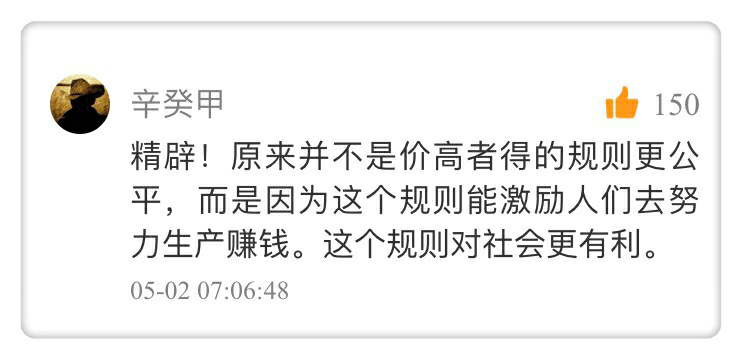 辛癸甲
150
精辟！原来并不是价高者得的规则更公
平，而是因为这个规则能激励人们去努
力生产赚钱。这个规则对社会更有利。
05-02 07:06:48